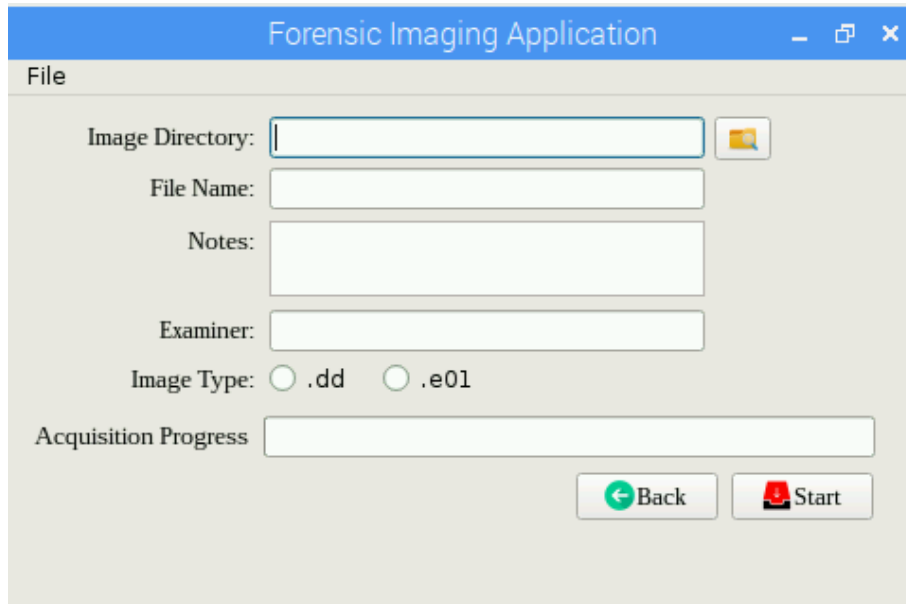 Forensic Imaging Application
File
Image Directory:
File Name:
Notes:
Examiner:
Image Type: .dd .e01
Acquisition Progress
Back Start